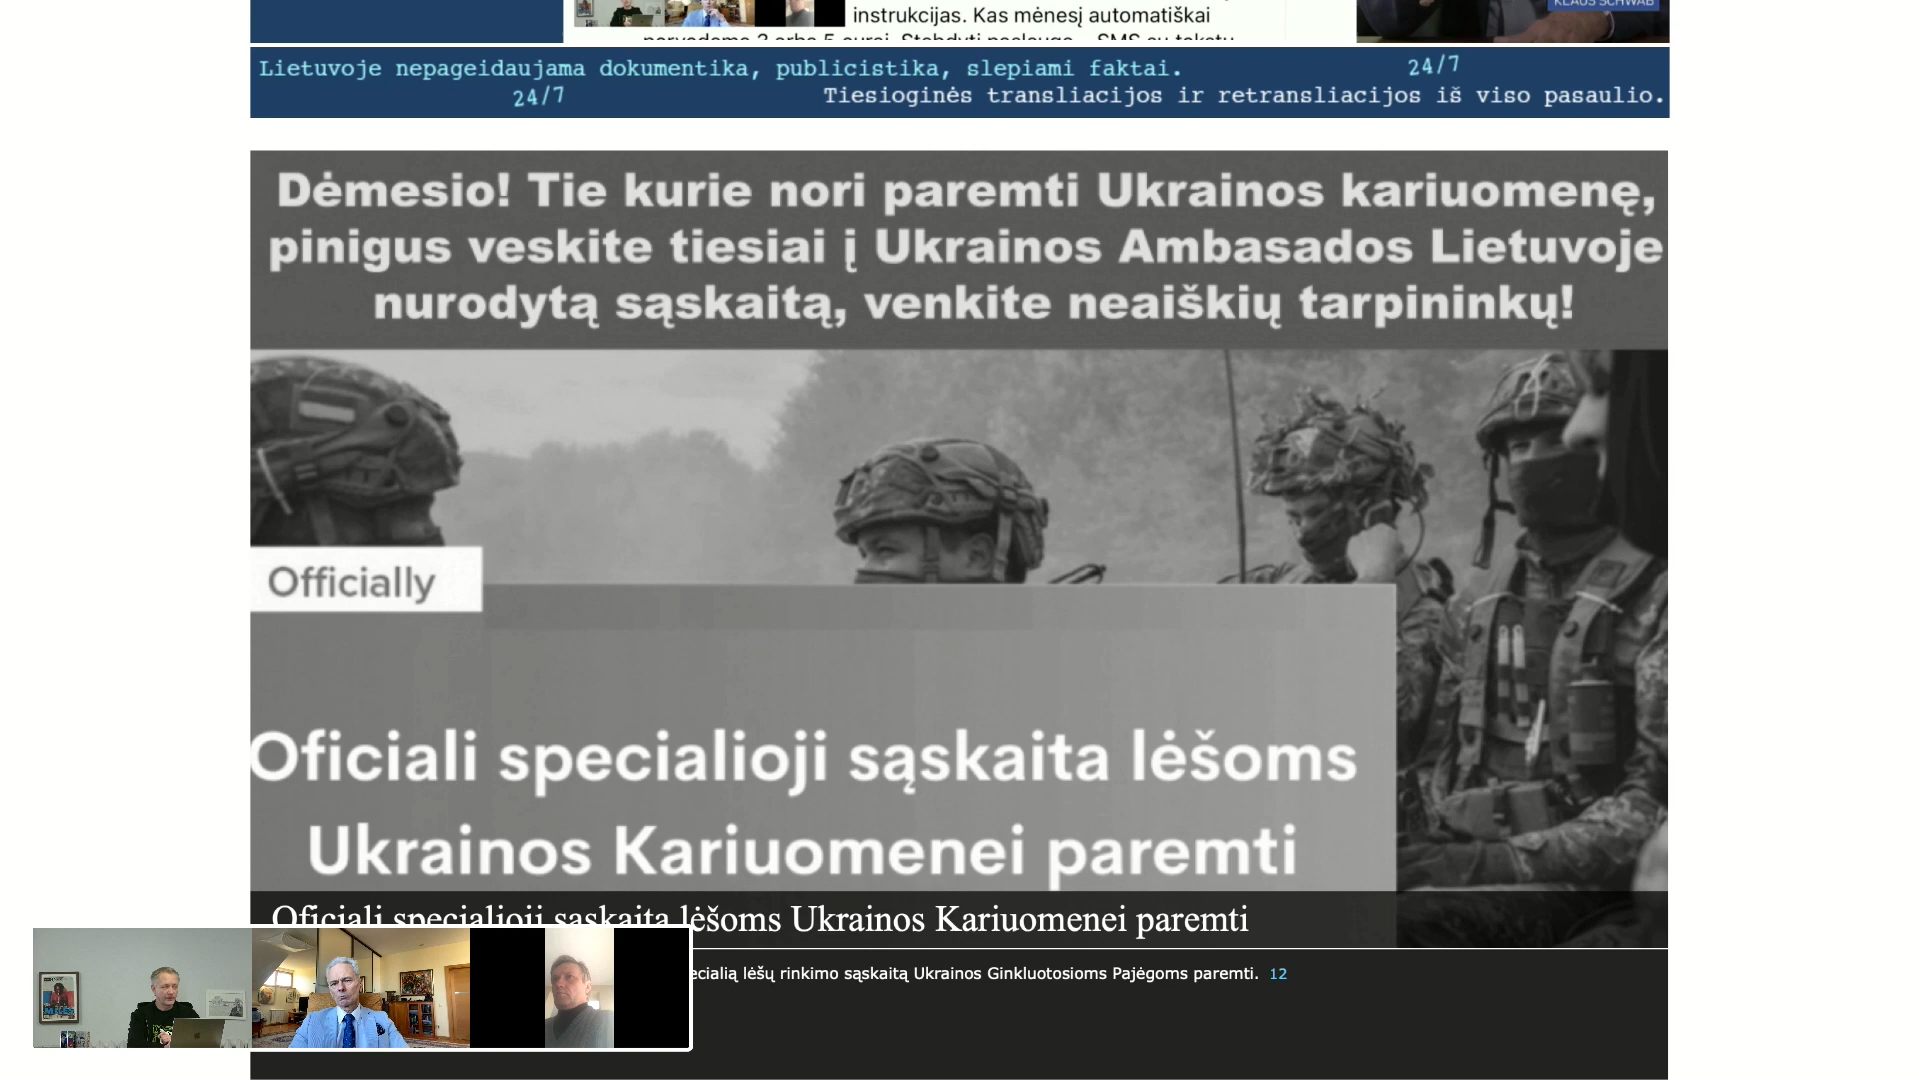 instrukcijas. Kas mėnesį automatiškai
KLAUS SCHWAB
Lietuvoje nepageidaujama dokumentika, publicistika, slepiami faktai. 24/7
24/7 Tiesioginės transliacijos ir retransliacijos iš viso pasaulio.
Dėmesio! Tie kurie nori paremti Ukrainos kariuomenę,
pinigus veskite tiesiai į Ukrainos Ambasados Lietuvoje
nurodytą sąskaitą, venkite neaiškių tarpininkų!
Officially
Oficiali specialioji sąskaita lėšoms
Ukrainos Kariuomenei paremti
Oficiali specialioji sąskaita lėšoms Ukrainos Kariuomenei paremti
lėšų rinkimo sąskaitą Ukrainos Ginkluotosioms Pajėgoms paremti. 12